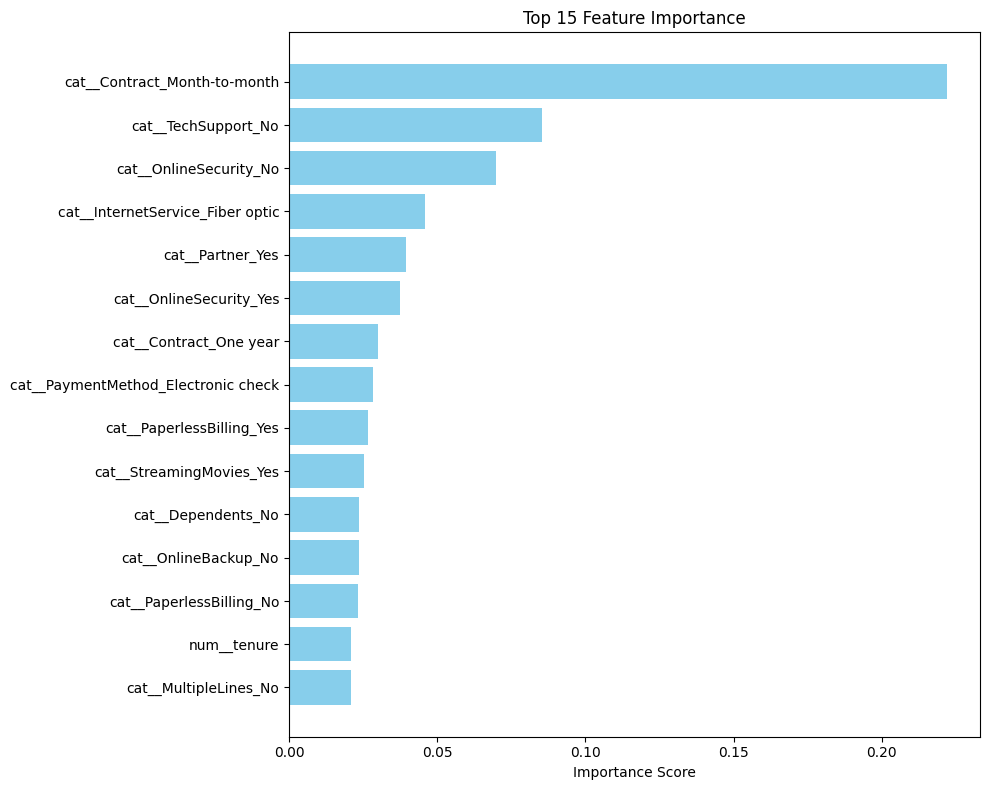 Top 15 Feature Importance
cat__Contract_Month-to-month
cat__TechSupport_No
cat__OnlineSecurity_No
cat__InternetService_Fiber optic
cat__Partner_Yes
cat__OnlineSecurity_Yes
cat__Contract_One year
cat__PaymentMethod_Electronic check
cat__PaperlessBilling_Yes
cat__StreamingMovies_Yes
cat__Dependents_No
cat__OnlineBackup_No
cat__PaperlessBilling_No
num__tenure
cat__MultipleLines_No
0.00 0.05 0.10 0.15 0.20
Importance Score